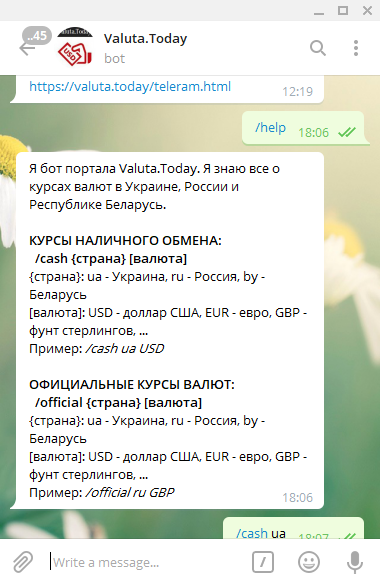 ..45
Valuta.Today
bot
https://valuta.today/teleram.html
12:19
/help 18:06
Я бот портала Valuta.Today. Я знаю все о
курсах валют в Украине, России и
Республике Беларусь.
КУРСЫ НАЛИЧНОГО ОБМЕНА:
/cash {страна} [валюта]
{страна}: ua - Украина, ru - Россия, by -
Беларусь
[валюта]: USD - доллар США, EUR - евро, GBP -
фунт стерлингов, ...
Пример: /cash ua USD
ОФИЦИАЛЬНЫЕ КУРСЫ ВАЛЮТ:
/official {страна} [валюта]
{страна}: ua - Украина, ru - Россия, by -
Беларусь
[валюта]: USD - доллар США, EUR - евро, GBP -
фунт стерлингов, ...
Пример: /official ru GBP
18:06
/cash ua 18:07
Write a message...